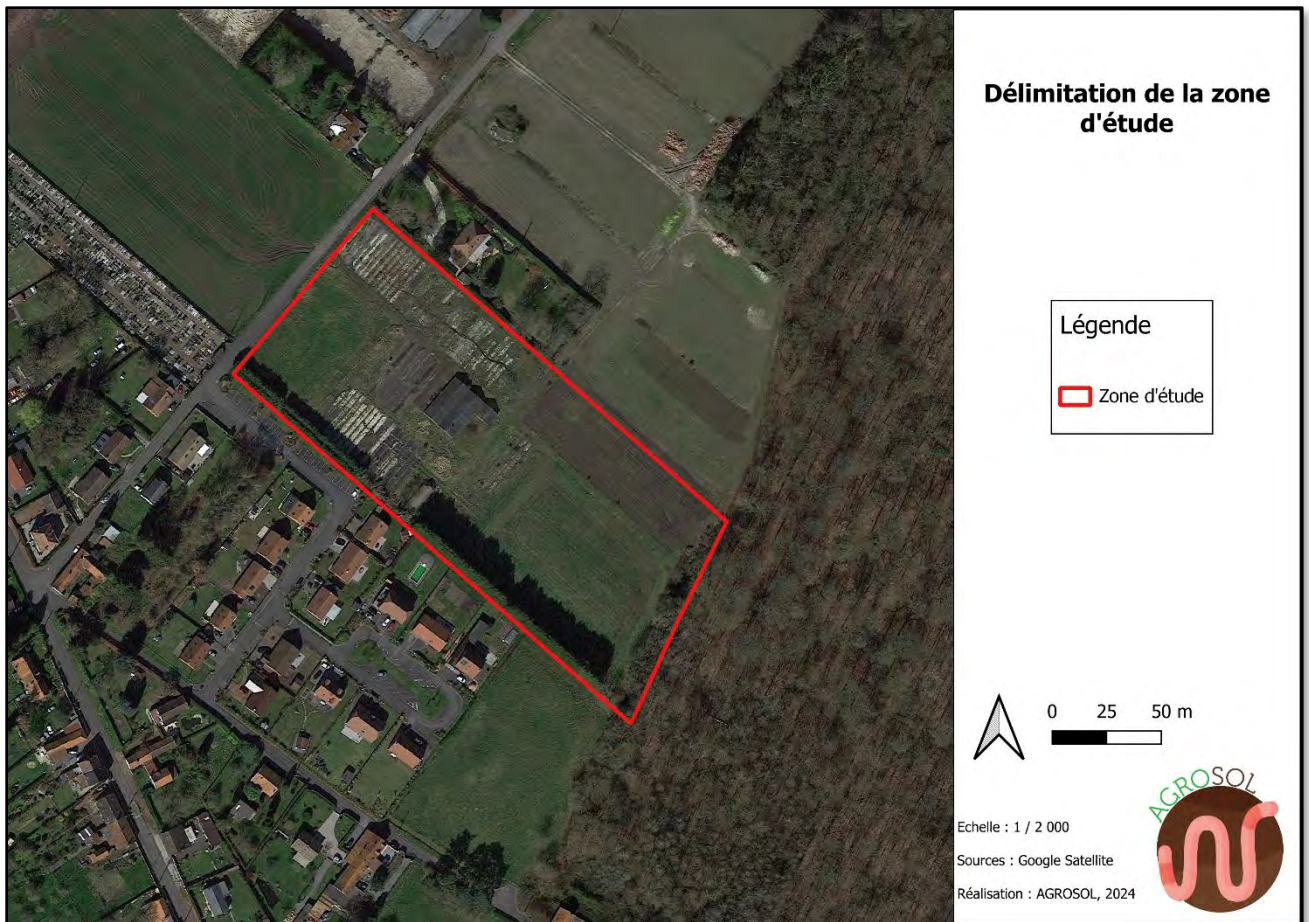 Délimitation de la zone
d'étude
Légende
Zone d'étude
0 25 50 m
Echelle : 1 / 2 000
Sources : Google Satellite
Réalisation : AGROSOL, 2024
AGROSOL